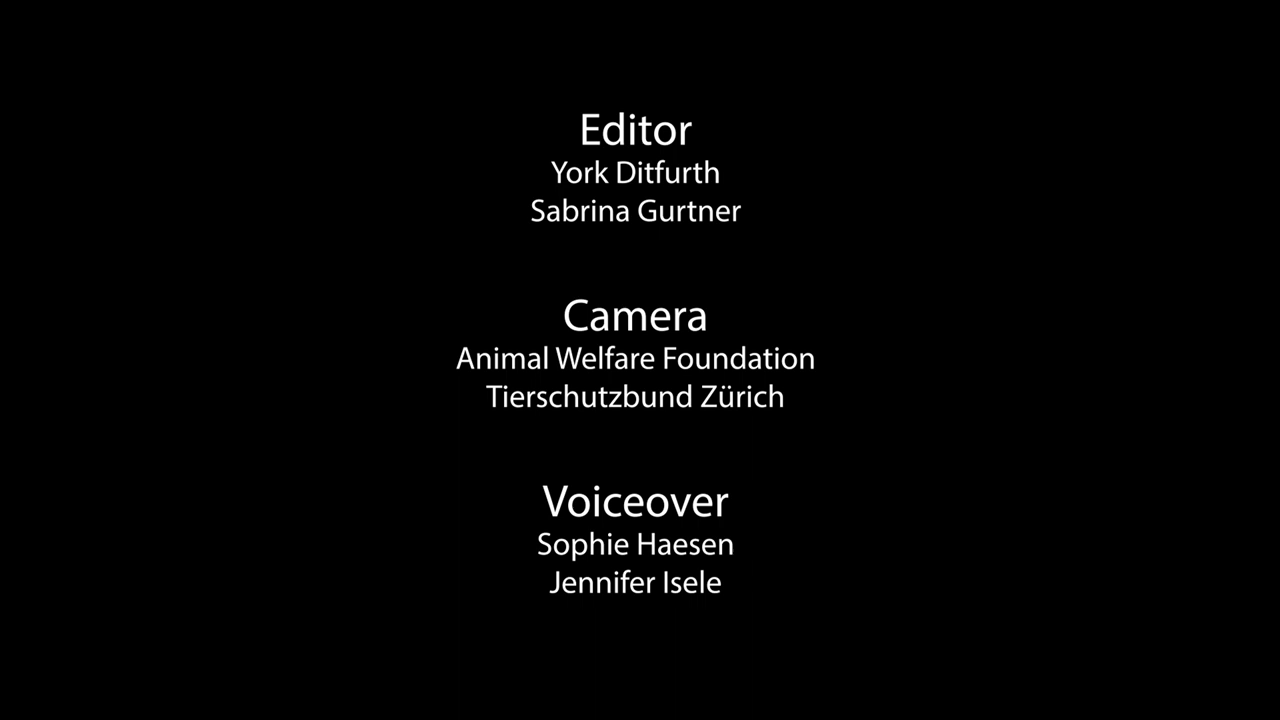 Editor
York Ditfurth
Sabrina Gurtner
Camera
Animal Welfare Foundation
Tierschutzbund Zürich
Voiceover
Sophie Haesen
Jennifer Isele